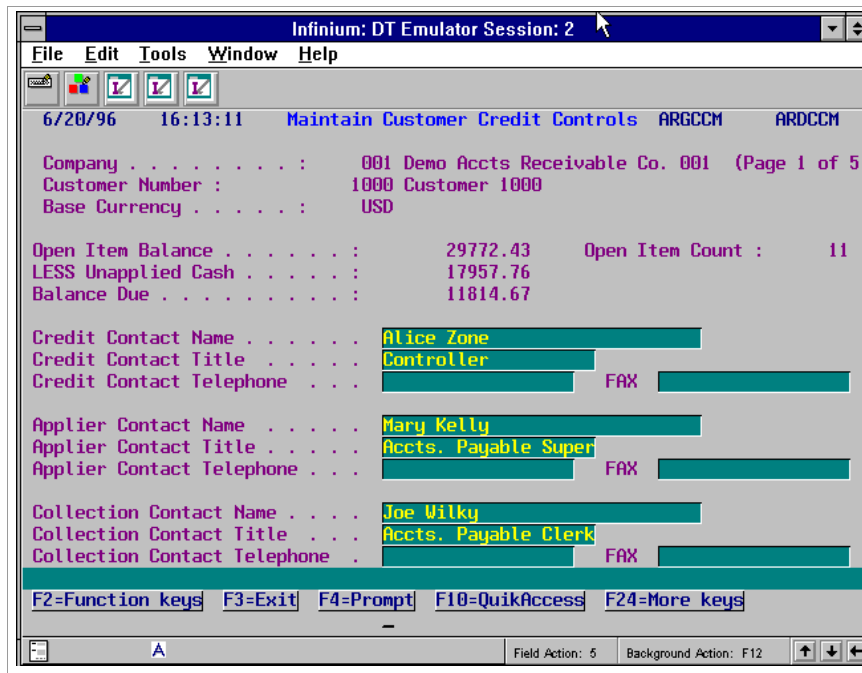 Infinium: DT Emulator Session: 2
File Edit Tools Window Help
6/20/96 16:13:11 Maintain Customer Credit Controls ARGCCM ARDCCM
Company . . . . . . . . : 001 Demo Accts Receivable Co. 001 (Page 1 of 5
Customer Number : 1000 Customer 1000
Base Currency . . . . . : USD
Open Item Balance . . . . . . : 29772.43 Open Item Count : 11
LESS Unapplied Cash . . . . . : 17957.76
Balance Due . . . . . . . . . : 11814.67
Credit Contact Name . . . . . . Alice Zone
Credit Contact Title . . . . . Controller
Credit Contact Telephone . . . FAX
Applier Contact Name . . . . . Mary Kelly
Applier Contact Title . . . . . Accts. Payable Super
Applier Contact Telephone . . . FAX
Collection Contact Name . . . . Joe Wilky
Collection Contact Title . . . Accts. Payable Clerk
Collection Contact Telephone . FAX
F2=Function keys F3=Exit F4=Prompt F10=QuikAccess F24=More keys
A Field Action: 5 Background Action: F12